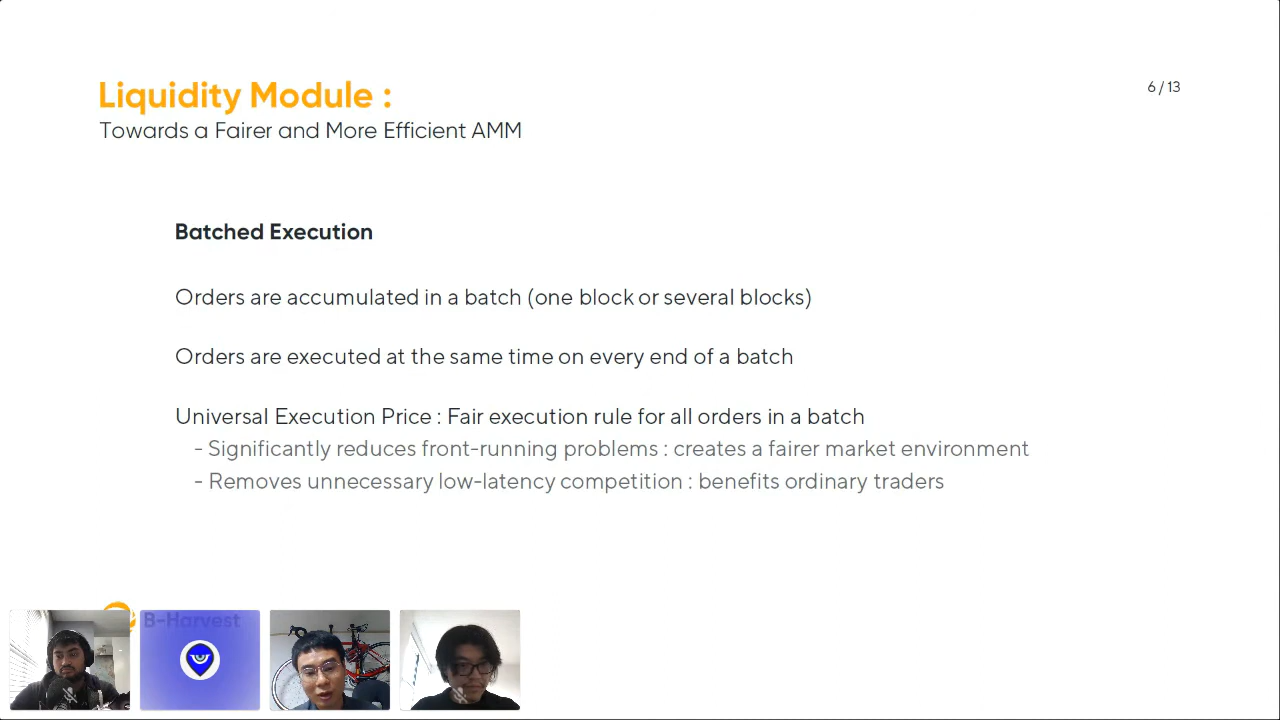 Liquidity Module :
6 / 13
Towards a Fairer and More Efficient AMM
Batched Execution
Orders are accumulated in a batch (one block or several blocks)
Orders are executed at the same time on every end of a batch
Universal Execution Price : Fair execution rule for all orders in a batch
- Significantly reduces front-running problems : creates a fairer market environment
- Removes unnecessary low-latency competition : benefits ordinary traders
B-Harvest